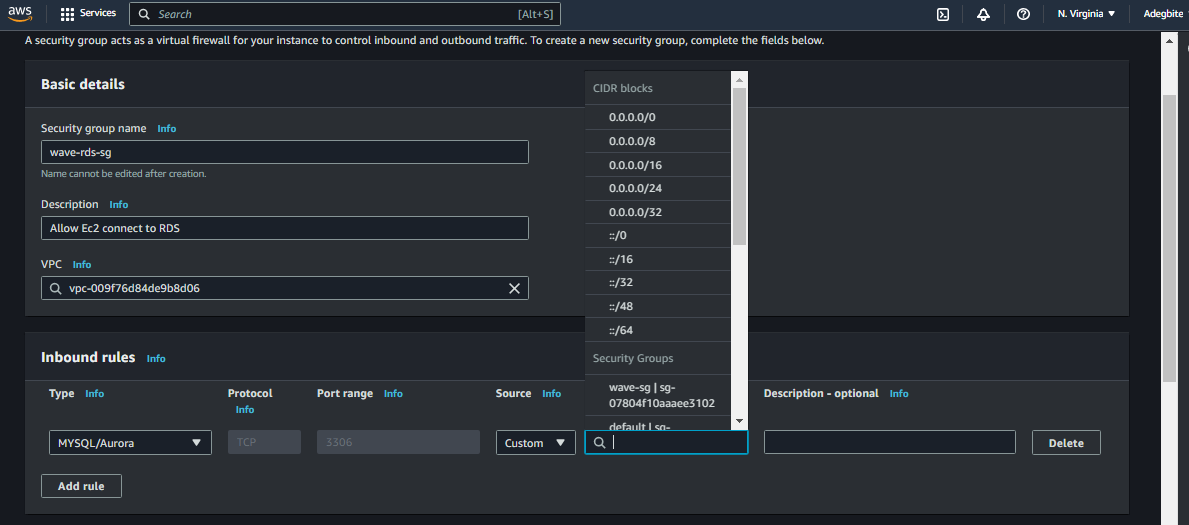 aws
Services
Search
[Alt+S]
N. Virginia
Adegbite
A security group acts as a virtual firewall for your instance to control inbound and outbound traffic. To create a new security group, complete the fields below.
Basic details
Security group name Info
wave-rds-sg
Name cannot be edited after creation.
Description Info
Allow Ec2 connect to RDS
VPC Info
vpc-009f76d84de9b8d06
CIDR blocks
0.0.0.0/0
0.0.0.0/8
0.0.0.0/16
0.0.0.0/24
0.0.0.0/32
::/0
::/16
::/32
::/48
::/64
Security Groups
wave-sg | sg-
07804f10aaaee3102
default | sg-
Inbound rules Info
Type Info
Protocol
Info
Port range Info
Source Info
Description - optional Info
MYSQL/Aurora
TCP
3306
Custom
Delete
Add rule